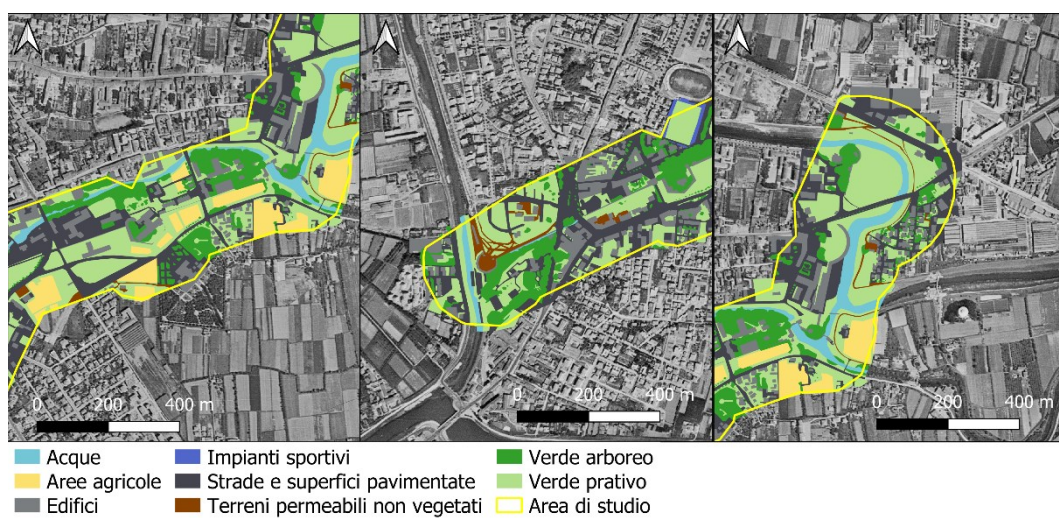 0 200 400 m
0 200 400 m
0 200 400 m
Acque
Impianti sportivi
Verde arboreo
Aree agricole
Strade e superfici pavimentate
Verde prativo
Edifici
Terreni permeabili non vegetati
Area di studio